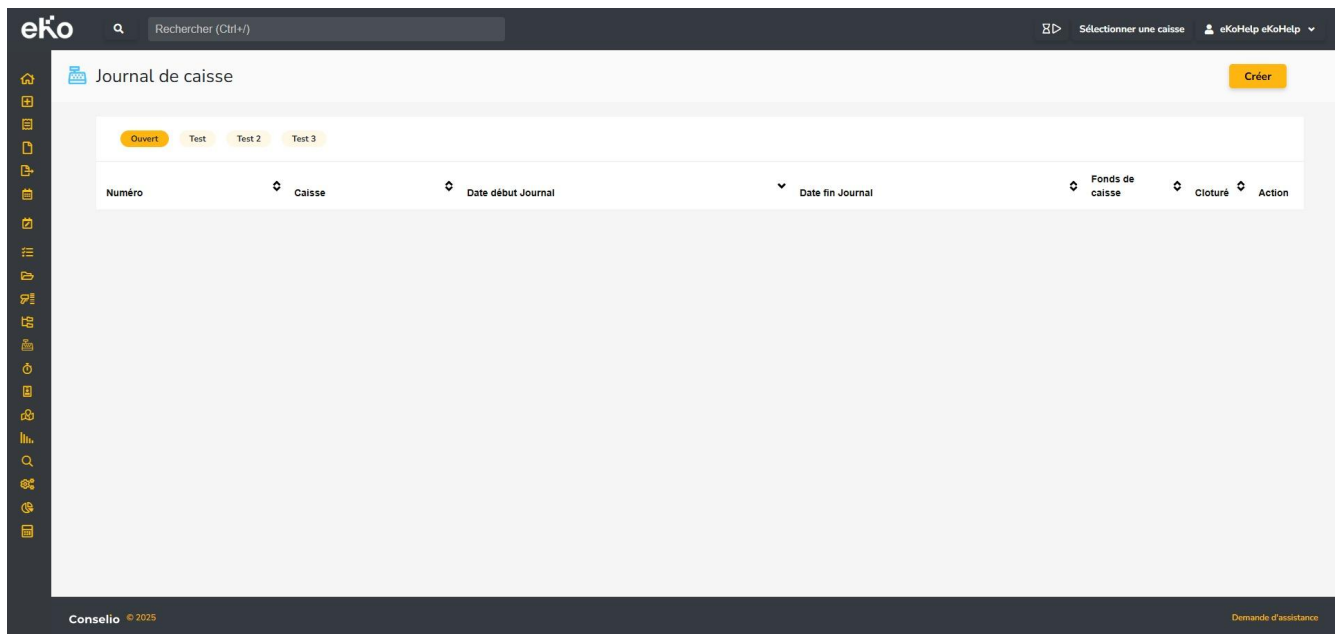 eKo Rechercher (Ctrl+/) Sélectionner une caisse eKoHelp eKoHelp
Journal de caisse Créer
Ouvert Test Test 2 Test 3
Numéro Caisse Date début Journal Date fin Journal Fonds de caisse Cloturé Action
Conselio © 2025 Demande d'assistance